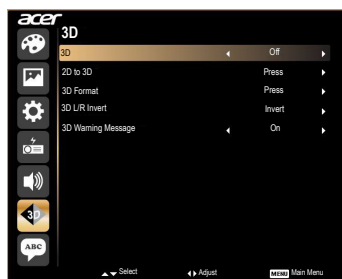 acer
3D
3D Off
2D to 3D Press
3D Format Press
3D L/R Invert Invert
3D Warning Message On
3D
ABC
Select Adjust MENU Main Menu